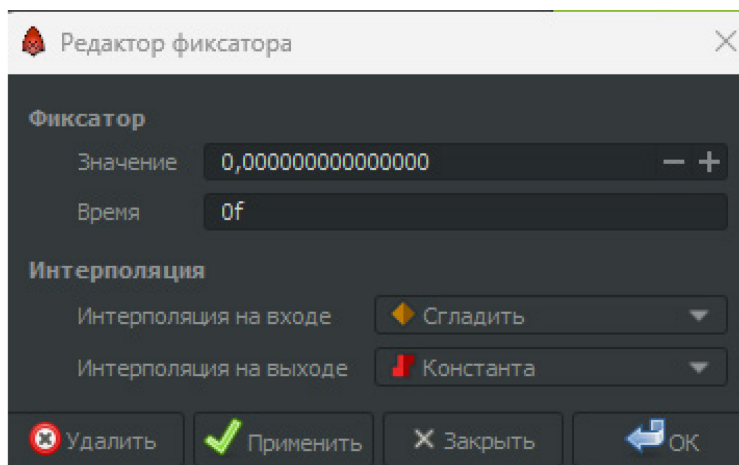 Редактор фиксатора
Фиксатор
Значение 0,000000000000000
Время 0f
Интерполяция
Интерполяция на входе Сгладить
Интерполяция на выходе Константа
Удалить Применить Закрыть ОК